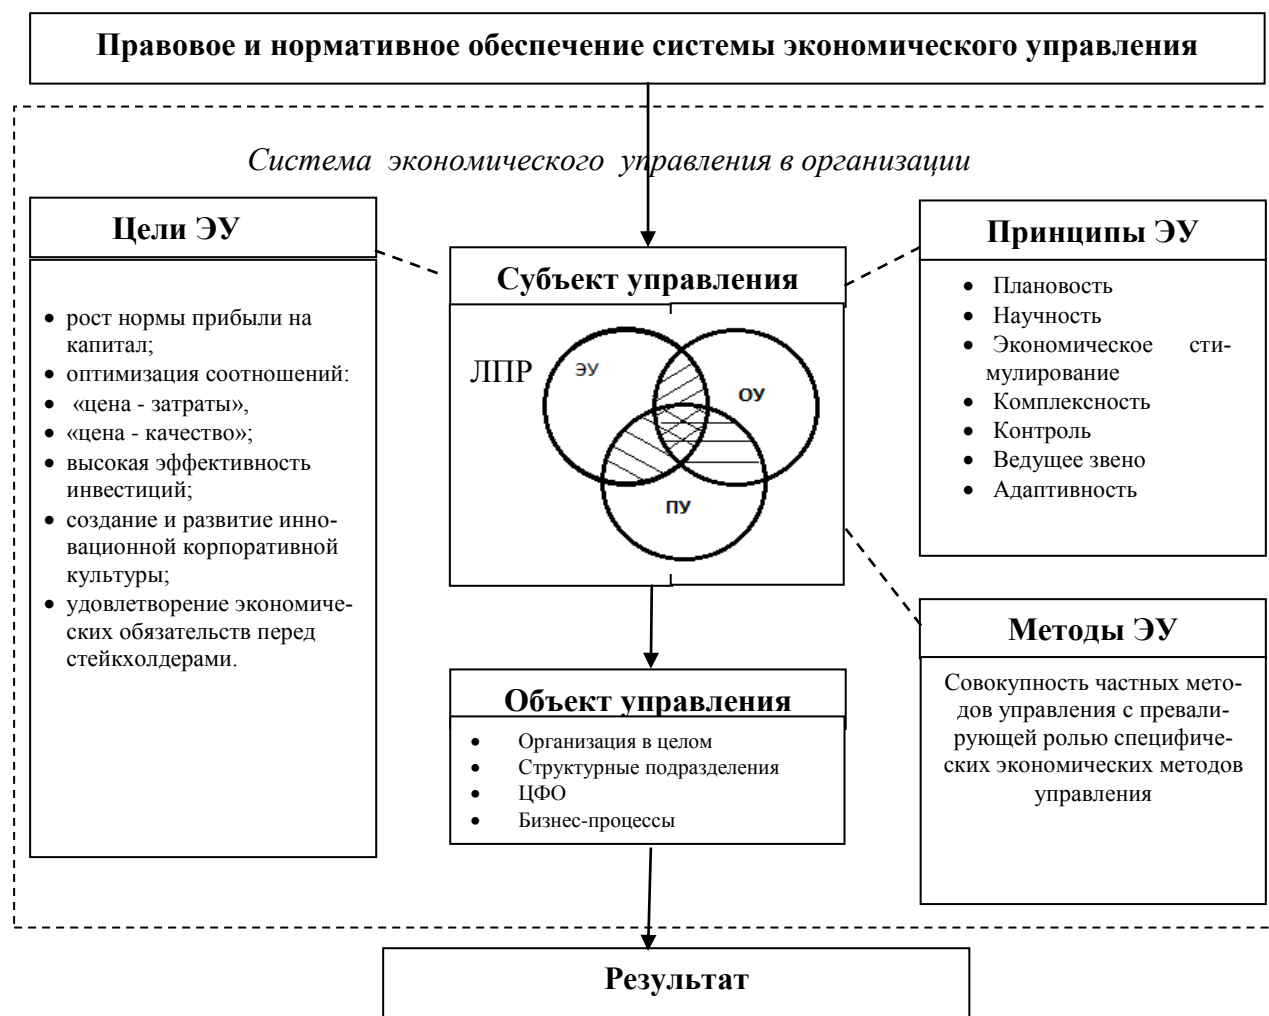 Правовое и нормативное обеспечение системы экономического управления
Система экономического управления в организации
Цели ЭУ
• рост нормы прибыли на
капитал;
• оптимизация соотношений:
• «цена - затраты»,
• «цена - качество»;
• высокая эффективность
инвестиций;
• создание и развитие инно-
вационной корпоративной
культуры;
• удовлетворение экономиче-
ских обязательств перед
стейкхолдерами.
Субъект управления
ЛПР
ЭУ
ОУ
ПУ
Объект управления
• Организация в целом
• Структурные подразделения
• ЦФО
• Бизнес-процессы
Принципы ЭУ
• Плановость
• Научность
• Экономическое сти-
мулирование
• Комплексность
• Контроль
• Ведущее звено
• Адаптивность
Методы ЭУ
Совокупность частных мето-
дов управления с превали-
рующей ролью специфиче-
ских экономических методов
управления
Результат